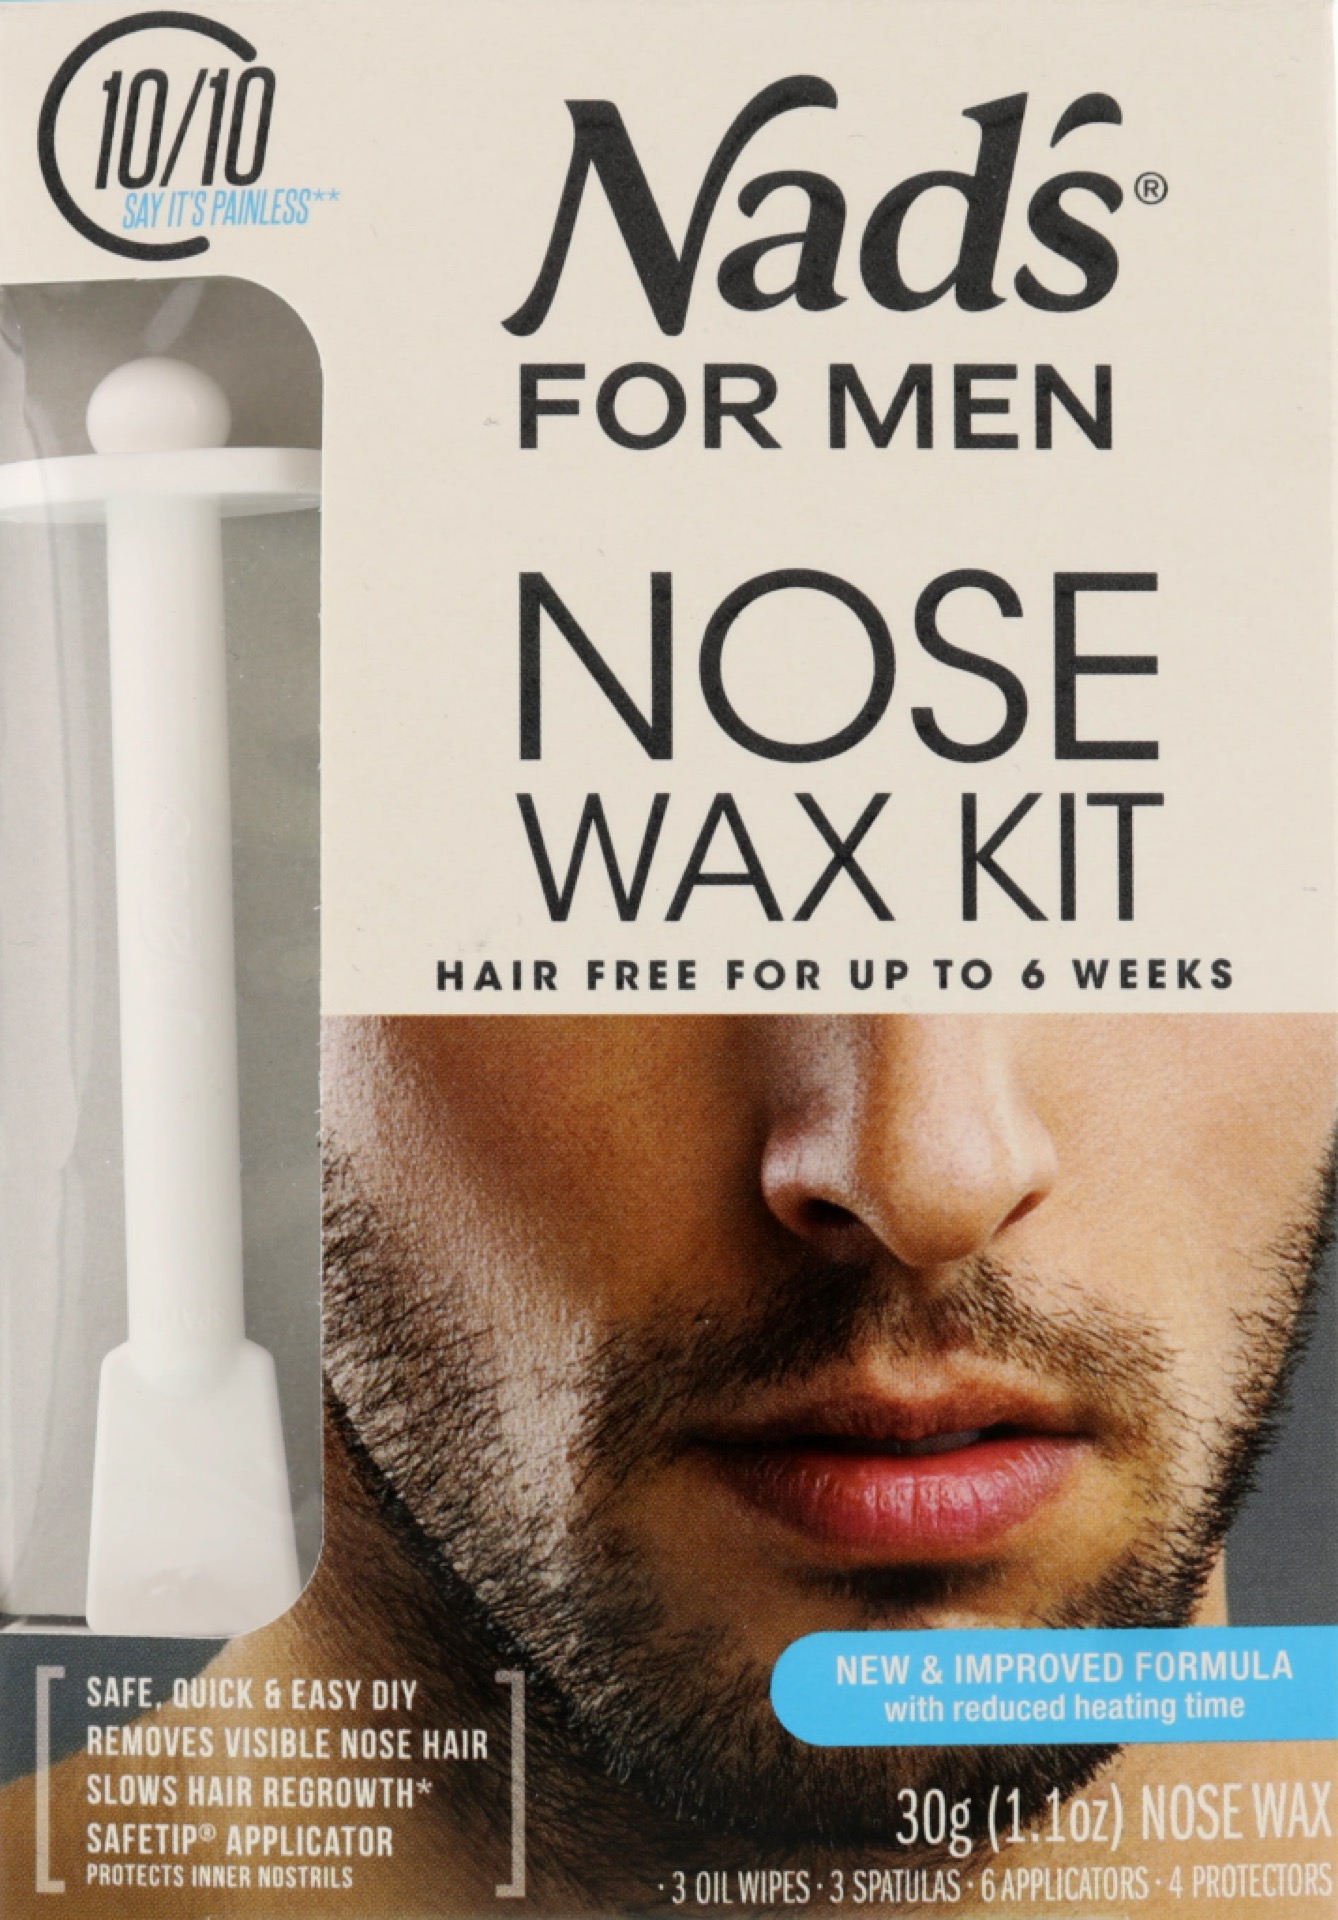 10/10
SAY IT'S PAINLESS**
Nad's®
FOR MEN
NOSE
WAX KIT
HAIR FREE FOR UP TO 6 WEEKS
SAFE, QUICK & EASY DIY
REMOVES VISIBLE NOSE HAIR
SLOWS HAIR REGROWTH*
SAFETIP® APPLICATOR
PROTECTS INNER NOSTRILS
NEW & IMPROVED FORMULA
with reduced heating time
30g (1.1oz) NOSE WAX
· 3 OIL WIPES · 3 SPATULAS · 6 APPLICATORS · 4 PROTECTORS